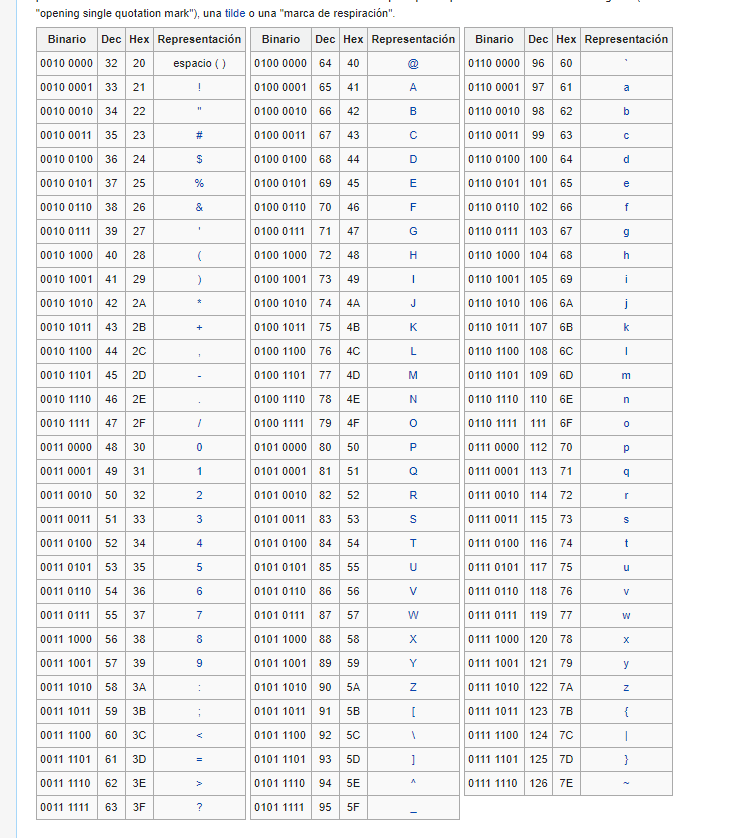 "opening single quotation mark"), una tilde o una "marca de respiración".
Binario Dec Hex Representación Binario Dec Hex Representación Binario Dec Hex Representación
0010 0000 32 20 espacio ( ) 0100 0000 64 40 @ 0110 0000 96 60 `
0010 0001 33 21 ! 0100 0001 65 41 A 0110 0001 97 61 a
0010 0010 34 22 " 0100 0010 66 42 B 0110 0010 98 62 b
0010 0011 35 23 # 0100 0011 67 43 C 0110 0011 99 63 c
0010 0100 36 24 $ 0100 0100 68 44 D 0110 0100 100 64 d
0010 0101 37 25 % 0100 0101 69 45 E 0110 0101 101 65 e
0010 0110 38 26 & 0100 0110 70 46 F 0110 0110 102 66 f
0010 0111 39 27 ' 0100 0111 71 47 G 0110 0111 103 67 g
0010 1000 40 28 ( 0100 1000 72 48 H 0110 1000 104 68 h
0010 1001 41 29 ) 0100 1001 73 49 I 0110 1001 105 69 i
0010 1010 42 2A * 0100 1010 74 4A J 0110 1010 106 6A j
0010 1011 43 2B + 0100 1011 75 4B K 0110 1011 107 6B k
0010 1100 44 2C , 0100 1100 76 4C L 0110 1100 108 6C l
0010 1101 45 2D - 0100 1101 77 4D M 0110 1101 109 6D m
0010 1110 46 2E . 0100 1110 78 4E N 0110 1110 110 6E n
0010 1111 47 2F / 0100 1111 79 4F O 0110 1111 111 6F o
0011 0000 48 30 0 0101 0000 80 50 P 0111 0000 112 70 p
0011 0001 49 31 1 0101 0001 81 51 Q 0111 0001 113 71 q
0011 0010 50 32 2 0101 0010 82 52 R 0111 0010 114 72 r
0011 0011 51 33 3 0101 0011 83 53 S 0111 0011 115 73 s
0011 0100 52 34 4 0101 0100 84 54 T 0111 0100 116 74 t
0011 0101 53 35 5 0101 0101 85 55 U 0111 0101 117 75 u
0011 0110 54 36 6 0101 0110 86 56 V 0111 0110 118 76 v
0011 0111 55 37 7 0101 0111 87 57 W 0111 0111 119 77 w
0011 1000 56 38 8 0101 1000 88 58 X 0111 1000 120 78 x
0011 1001 57 39 9 0101 1001 89 59 Y 0111 1001 121 79 y
0011 1010 58 3A : 0101 1010 90 5A Z 0111 1010 122 7A z
0011 1011 59 3B ; 0101 1011 91 5B [ 0111 1011 123 7B {
0011 1100 60 3C < 0101 1100 92 5C \ 0111 1100 124 7C |
0011 1101 61 3D = 0101 1101 93 5D ] 0111 1101 125 7D }
0011 1110 62 3E > 0101 1110 94 5E ^ 0111 1110 126 7E ~
0011 1111 63 3F ? 0101 1111 95 5F _